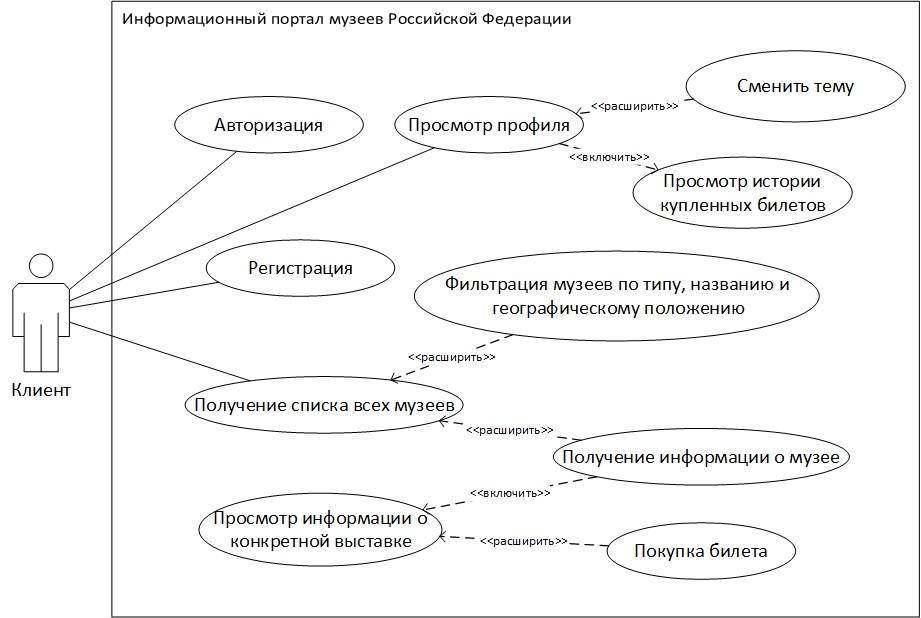 Информационный портал музеев Российской Федерации
Сменить тему
<<расширить>>
Авторизация
Просмотр профиля
<<включить>>
Просмотр истории
купленных билетов
Регистрация
Фильтрация музеев по типу, названию и
географическому положению
<<расширить>>
Клиент
Получение списка всех музеев
<<расширить>>
Получение информации о музее
<<включить>>
Просмотр информации о
конкретной выставке
<<расширить>>
Покупка билета